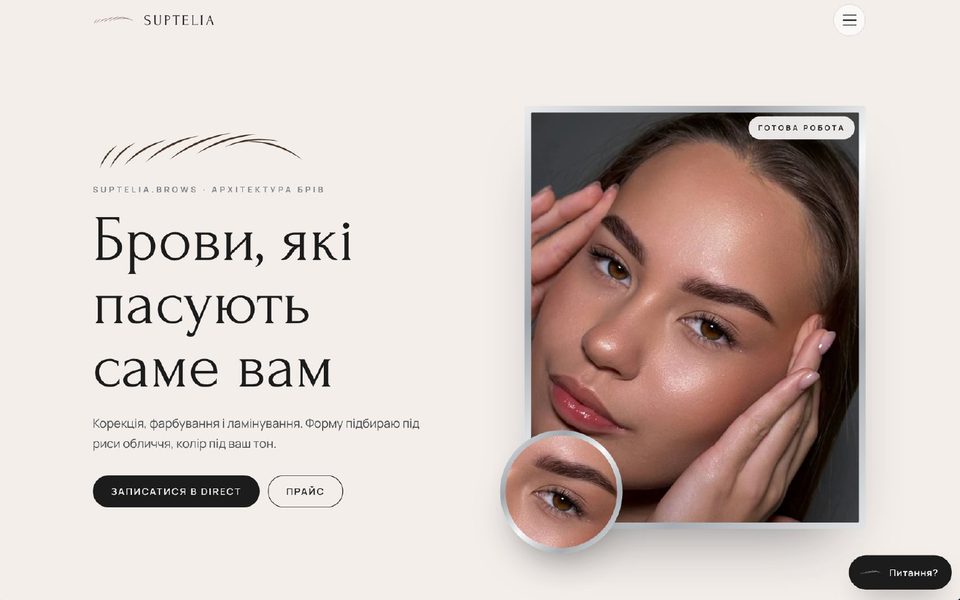 SUPTELIA
ГОТОВА РОБОТА
SUPTELIA.BROWS · АРХІТЕКТУРА БРІВ
Брови, які
пасують
саме вам
Корекція, фарбування і ламінування. Форму підбираю під
риси обличчя, колір під ваш тон.
ЗАПИСАТИСЯ В DIRECT
ПРАЙС
Питання?